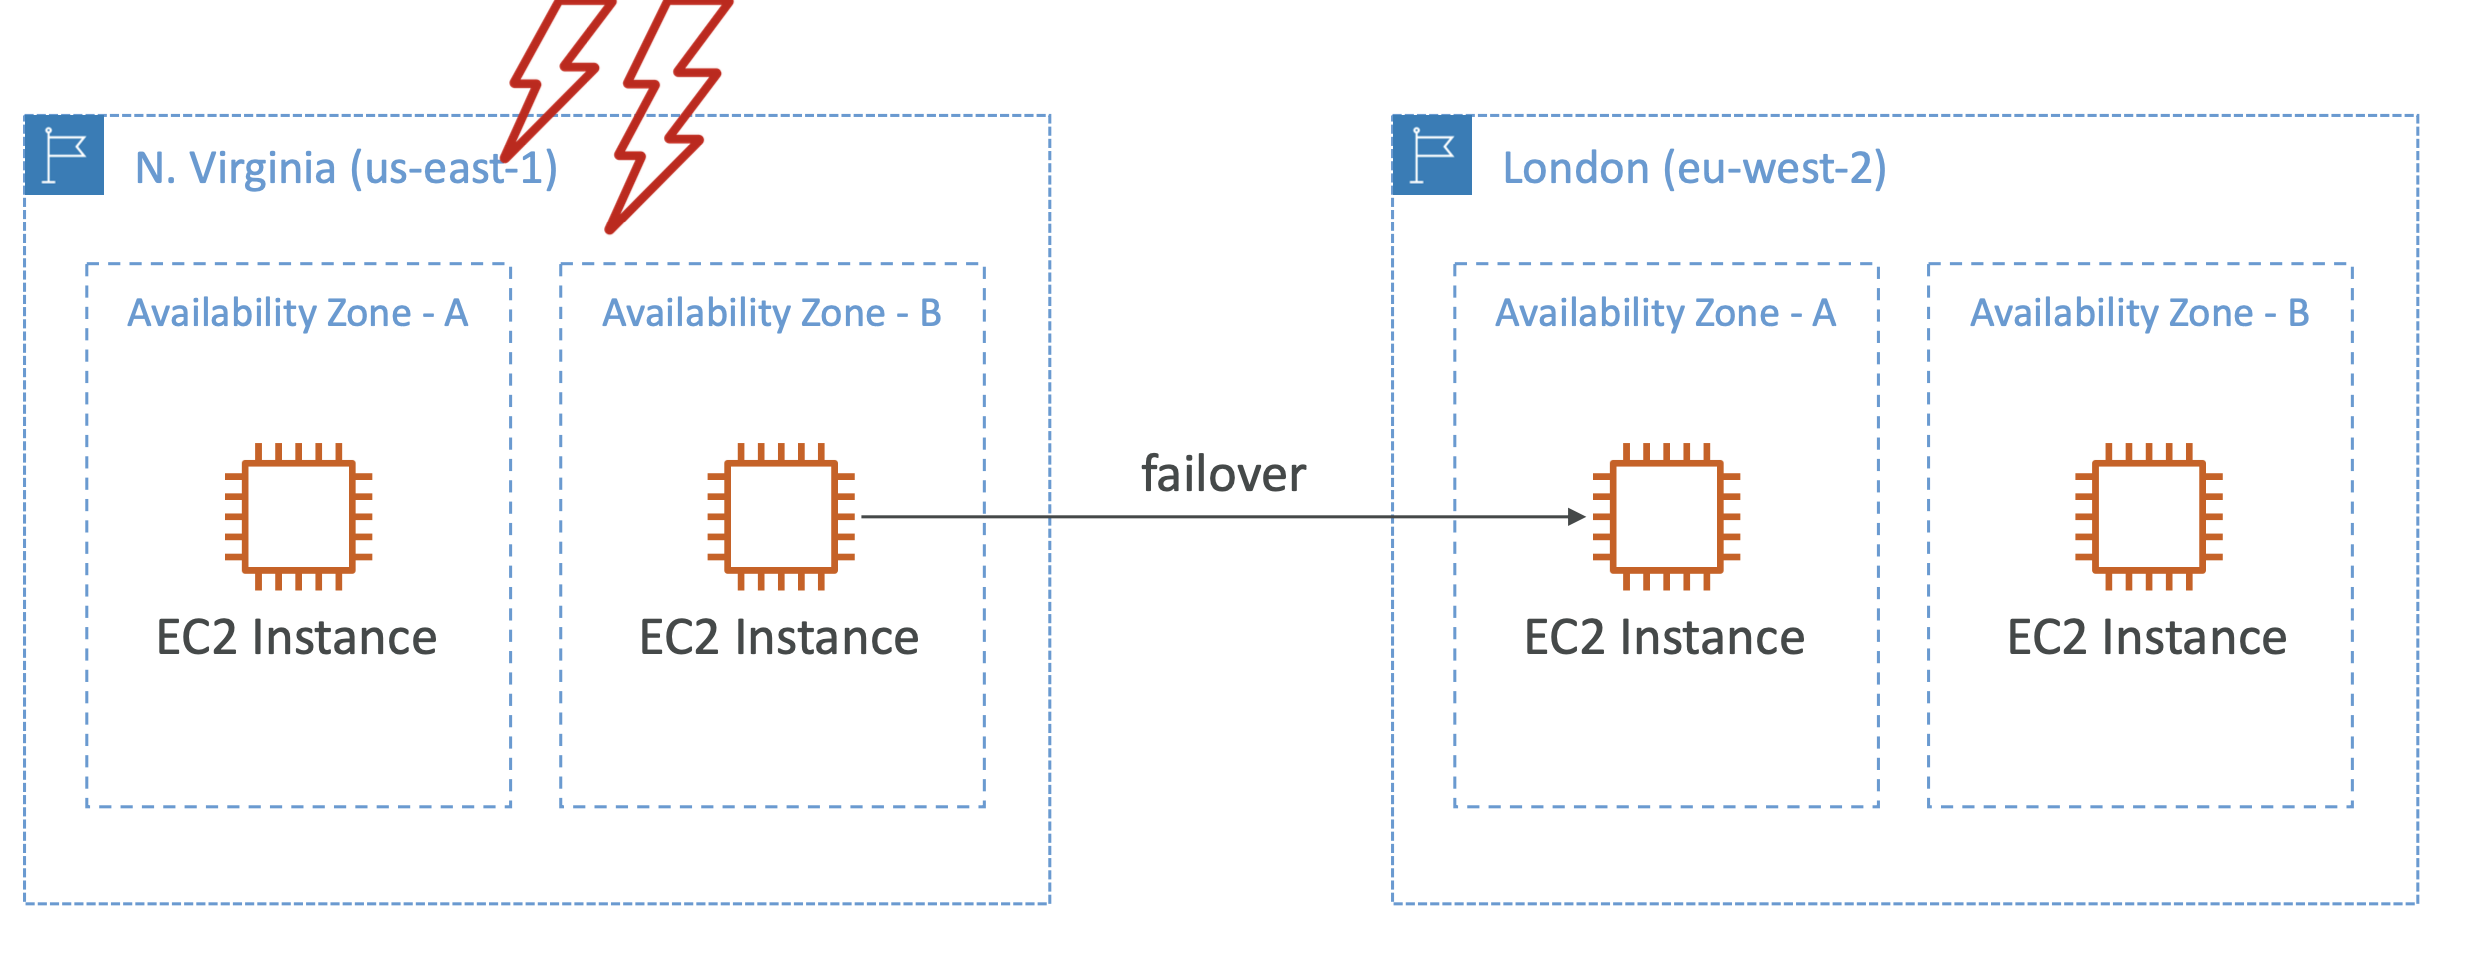 N. Virginia (us-east-1)
London (eu-west-2)
Availability Zone - A
Availability Zone - B
Availability Zone - A
Availability Zone - B
failover
EC2 Instance
EC2 Instance
EC2 Instance
EC2 Instance